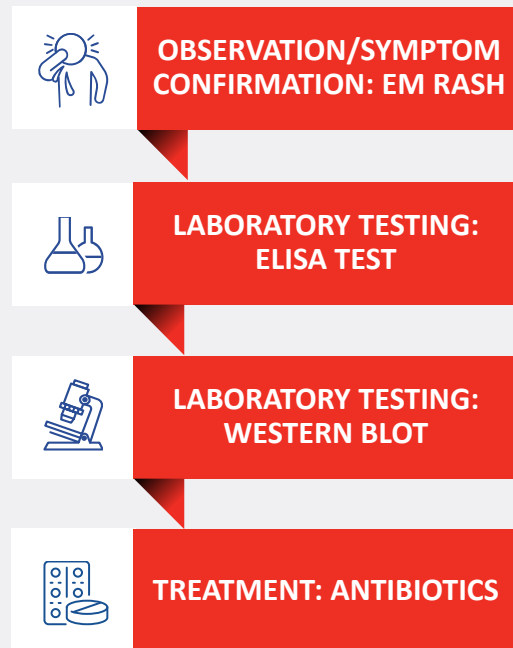 OBSERVATION/SYMPTOM
CONFIRMATION: EM RASH
LABORATORY TESTING:
ELISA TEST
LABORATORY TESTING:
WESTERN BLOT
TREATMENT: ANTIBIOTICS